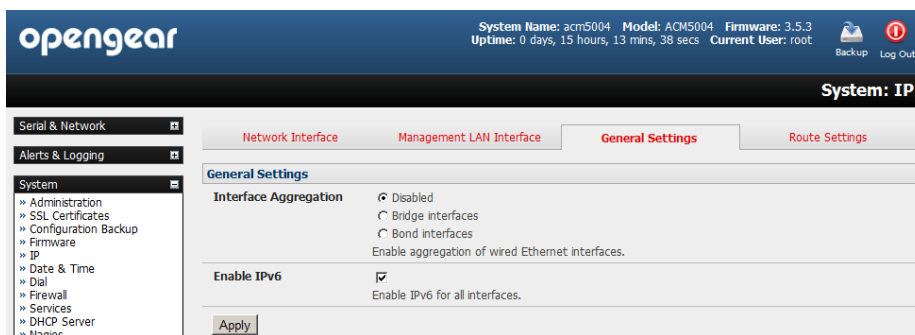 opengear
System Name: acm5004 Model: ACM5004 Firmware: 3.5.3
Uptime: 0 days, 15 hours, 13 mins, 38 secs Current User: root
Backup
Log Out
System: IP
Serial & Network
Alerts & Logging
System
» Administration
» SSL Certificates
» Configuration Backup
» Firmware
» IP
» Date & Time
» Dial
» Firewall
» Services
» DHCP Server
» Nagios
Network Interface
Management LAN Interface
General Settings
Route Settings
General Settings
Interface Aggregation
Disabled
Bridge interfaces
Bond interfaces
Enable aggregation of wired Ethernet interfaces.
Enable IPv6
Enable IPv6 for all interfaces.
Apply